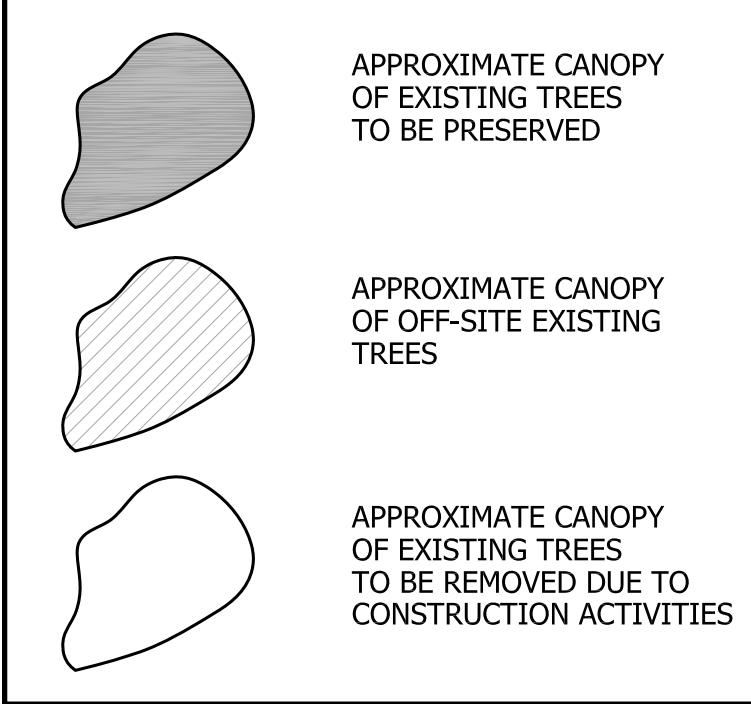 APPROXIMATE CANOPY
OF EXISTING TREES
TO BE PRESERVED
APPROXIMATE CANOPY
OF OFF-SITE EXISTING
TREES
APPROXIMATE CANOPY
OF EXISTING TREES
TO BE REMOVED DUE TO
CONSTRUCTION ACTIVITIES